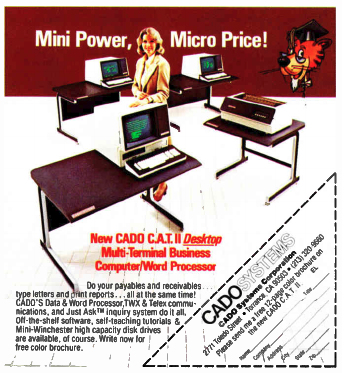 Mini Power, Micro Price!
New CADO C.A.T. II Desktop
Multi-Terminal Business
Computer/Word Processor
Do your payables and receivables...
type letters and print reports...all at the same time!
CADO'S Data & Word Processor,TWX & Telex commu-
nications, and Just Ask™ inquiry system do it all.
Off-the-shelf software, self-teaching tutorials &
Mini-Winchester high capacity disk drives
are available, of course. Write now for
free color brochure.
CADO SYSTEMS
CADO Systems Corporation
2771 Toledo Street • Torrance CA 90503 • (213) 320-9660
Please send me a free 12-page color brochure on
the new CADO C.A.T. II
EL
Name
Title
Company
Address
City
State
Zip